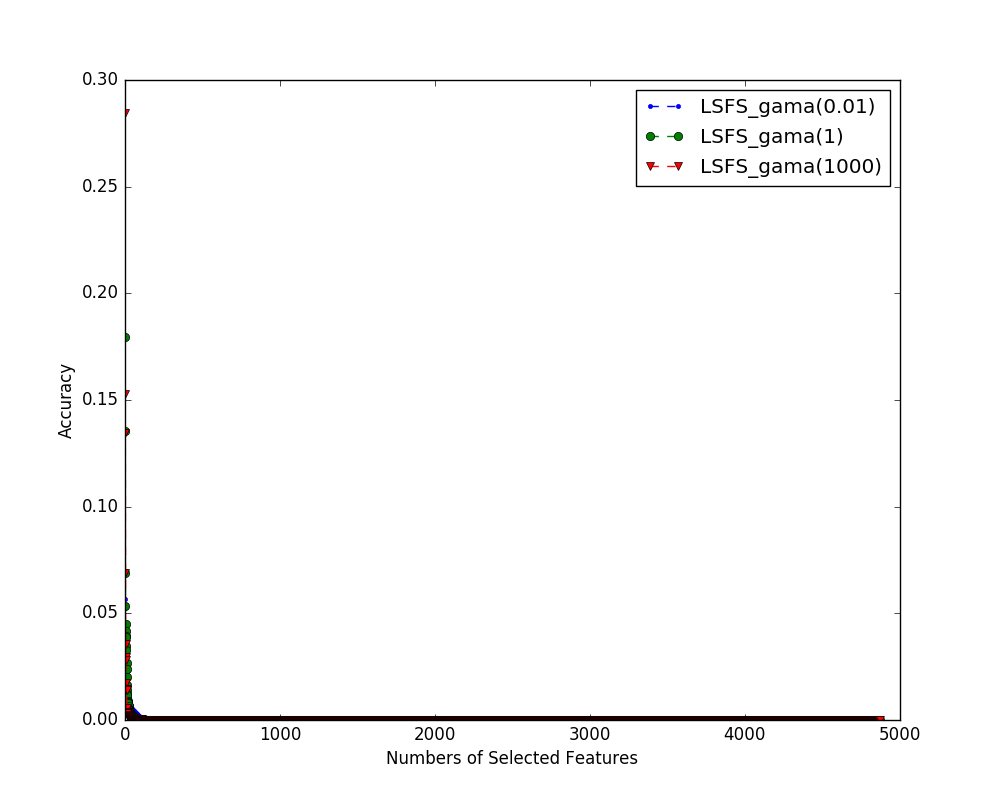 0.30
0.25
0.20
0.15
0.10
0.05
0.00
Accuracy
LSFS_gama(0.01)
LSFS_gama(1)
LSFS_gama(1000)
0 1000 2000 3000 4000 5000
Numbers of Selected Features